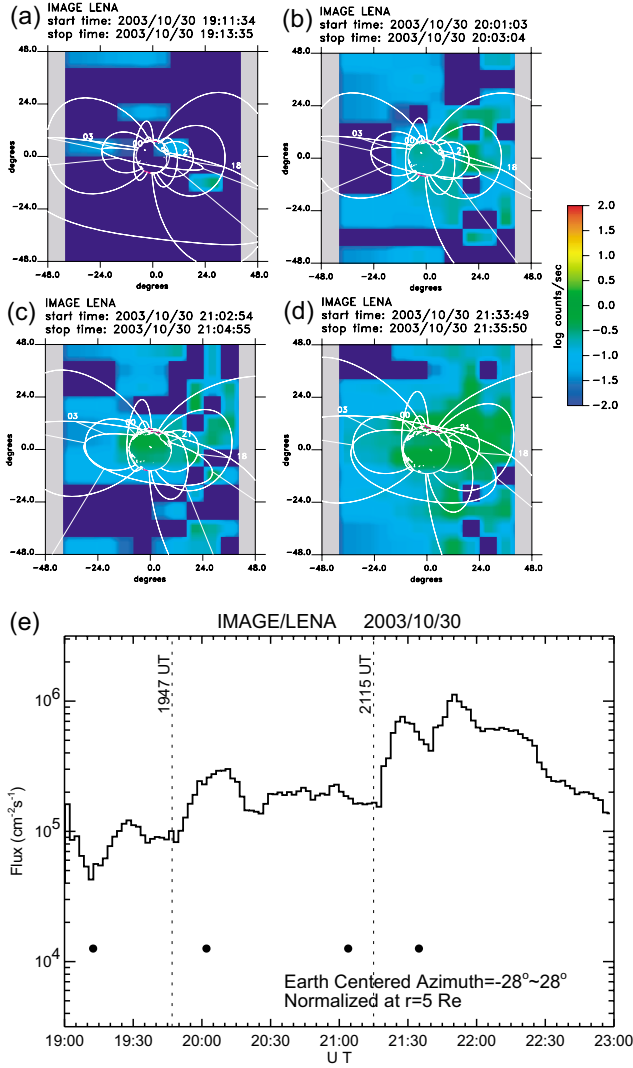 (a)
IMAGE LENA
start time: 2003/10/30 19:11:34
stop time: 2003/10/30 19:13:35
48.0
24.0
0.0
-24.0
-48.0
degrees
-48.0 -24.0 0.0 24.0 48.0
degrees
03 00 21 18
(b)
IMAGE LENA
start time: 2003/10/30 20:01:03
stop time: 2003/10/30 20:03:04
48.0
24.0
0.0
-24.0
-48.0
degrees
-48.0 -24.0 0.0 24.0 48.0
degrees
03 00 21 18
(c)
IMAGE LENA
start time: 2003/10/30 21:02:54
stop time: 2003/10/30 21:04:55
48.0
24.0
0.0
-24.0
-48.0
degrees
-48.0 -24.0 0.0 24.0 48.0
degrees
03 00 21 18
(d)
IMAGE LENA
start time: 2003/10/30 21:33:49
stop time: 2003/10/30 21:35:50
48.0
24.0
0.0
-24.0
-48.0
degrees
-48.0 -24.0 0.0 24.0 48.0
degrees
03 00 21 18
log counts/sec
2.0
1.5
1.0
0.5
0.0
-0.5
-1.0
-1.5
-2.0
(e)
IMAGE/LENA 2003/10/30
1947 UT
2115 UT
Flux (cm⁻²s⁻¹)
10⁶
10⁵
10⁴
Earth Centered Azimuth=-28°~28°
Normalized at r=5 Re
19:00 19:30 20:00 20:30 21:00 21:30 22:00 22:30 23:00
U T